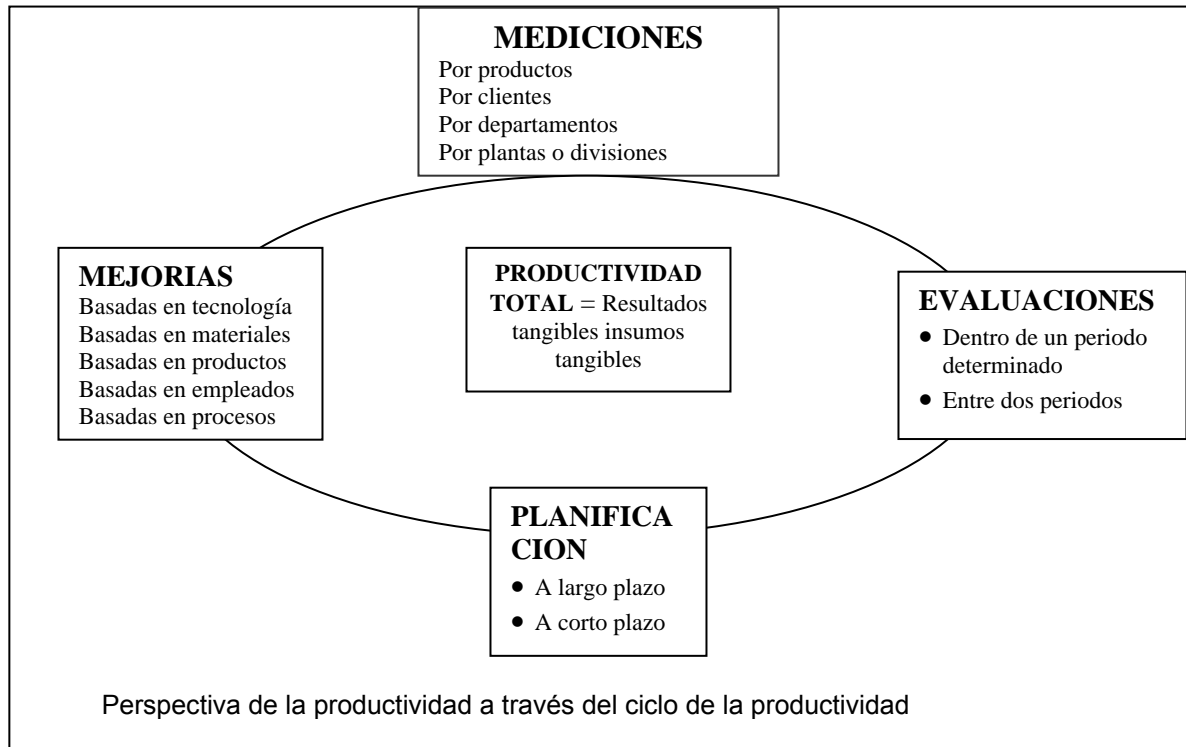 MEDICIONES
Por productos
Por clientes
Por departamentos
Por plantas o divisiones
MEJORIAS
Basadas en tecnología
Basadas en materiales
Basadas en productos
Basadas en empleados
Basadas en procesos
PRODUCTIVIDAD
TOTAL = Resultados
tangibles insumos
tangibles
EVALUACIONES
• Dentro de un periodo
determinado
• Entre dos periodos
PLANIFICA
CION
• A largo plazo
• A corto plazo
Perspectiva de la productividad a través del ciclo de la productividad